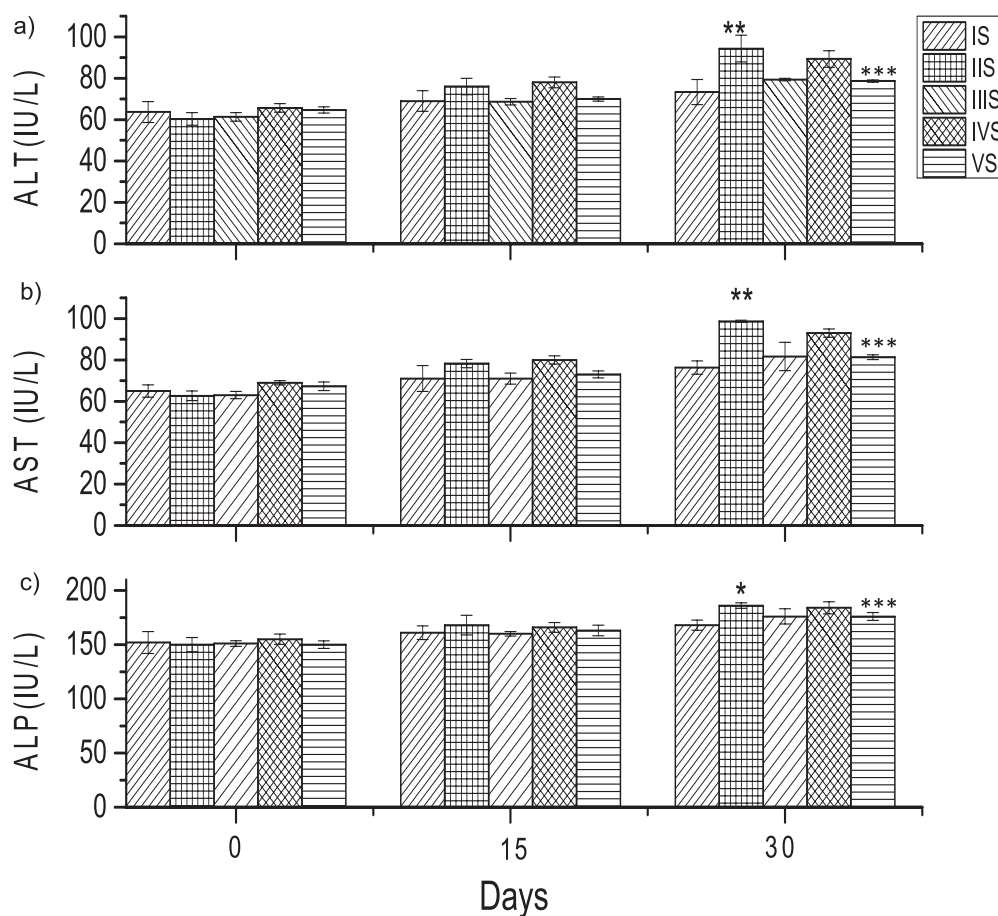 a)
ALT(IU/L)
100
80
60
40
20
0
**
***
IS
IIS
IIIS
IVS
VS
b)
AST (IU/L)
100
80
60
40
20
0
**
***
c)
ALP(IU/L)
200
150
100
50
0
*
***
0 15 30
Days